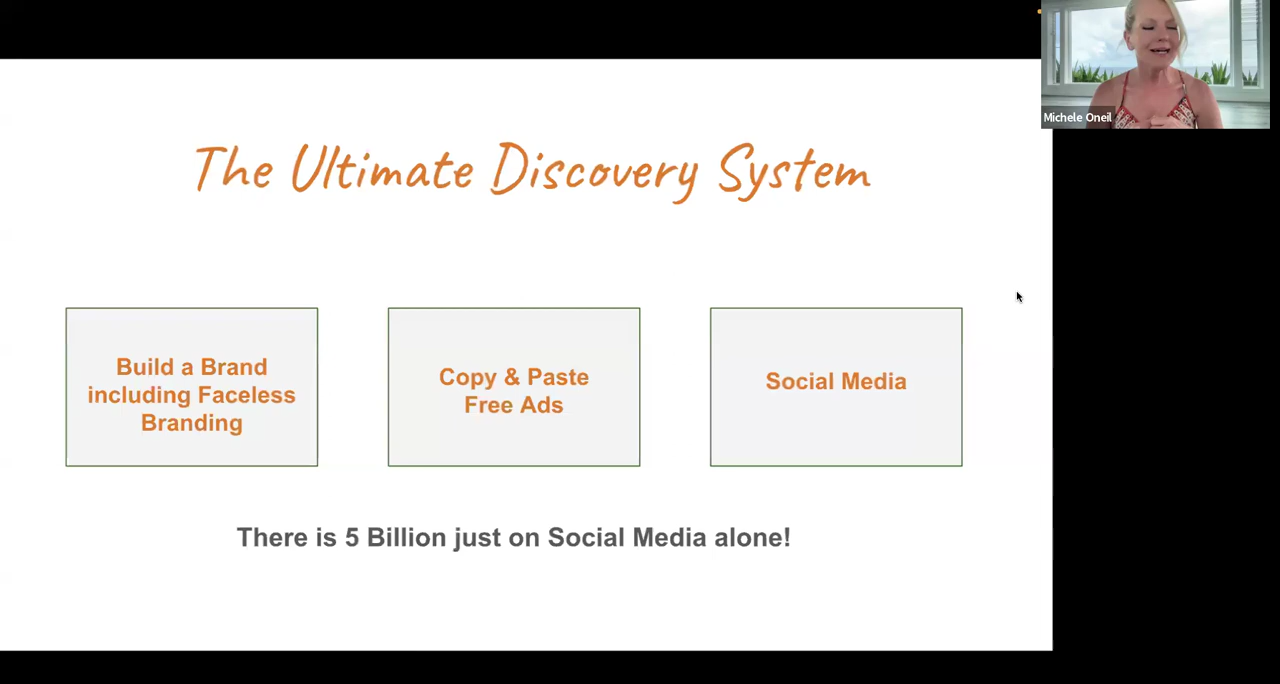 Michele Oneil
The Ultimate Discovery System
Build a Brand
including Faceless
Branding
Copy & Paste
Free Ads
Social Media
There is 5 Billion just on Social Media alone!